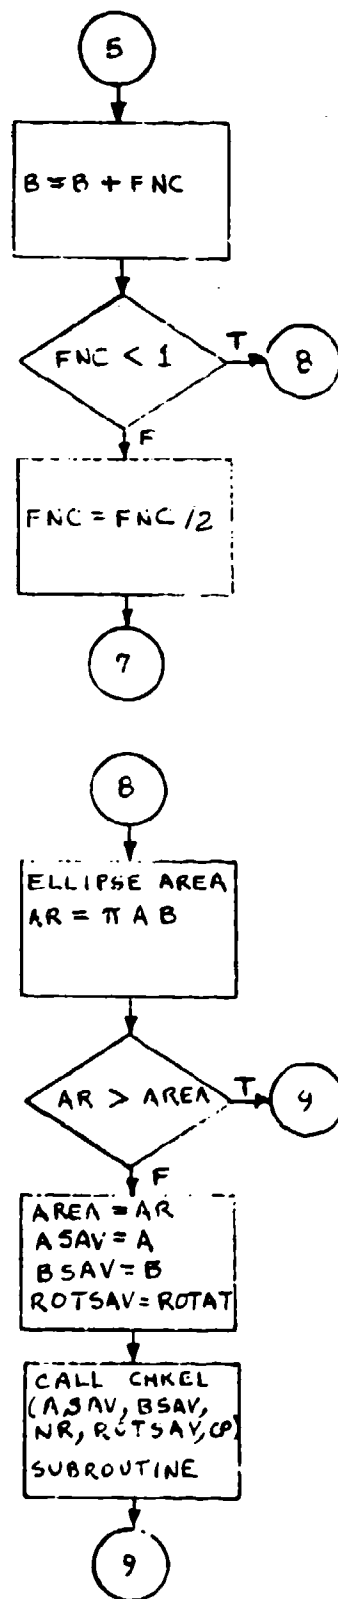 5
B = B + FNC
FNC < 1
T
8
F
FNC = FNC /2
7
8
ELLIPSE AREA
AR = π A B
AR > AREA
T
9
F
AREA = AR
ASAV = A
BSAV = B
ROTSAV = ROTAT
CALL CHKEL
(ASAV, BSAV,
NR, ROTSAV, CP)
SUBROUTINE
9